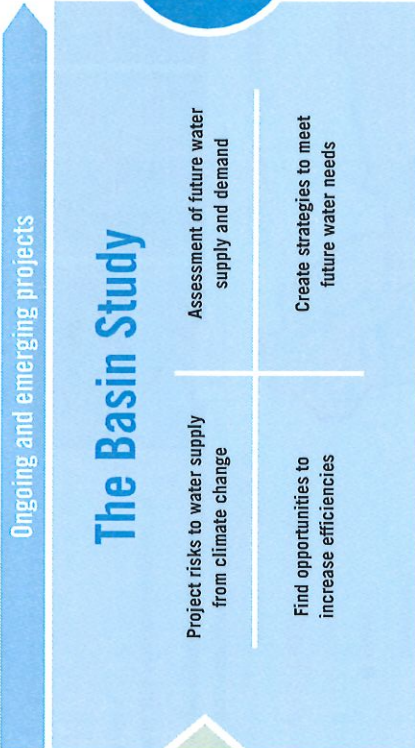 Ongoing and emerging projects
The Basin Study
Project risks to water supply
from climate change
Assessment of future water
supply and demand
Find opportunities to
increase efficiencies
Create strategies to meet
future water needs